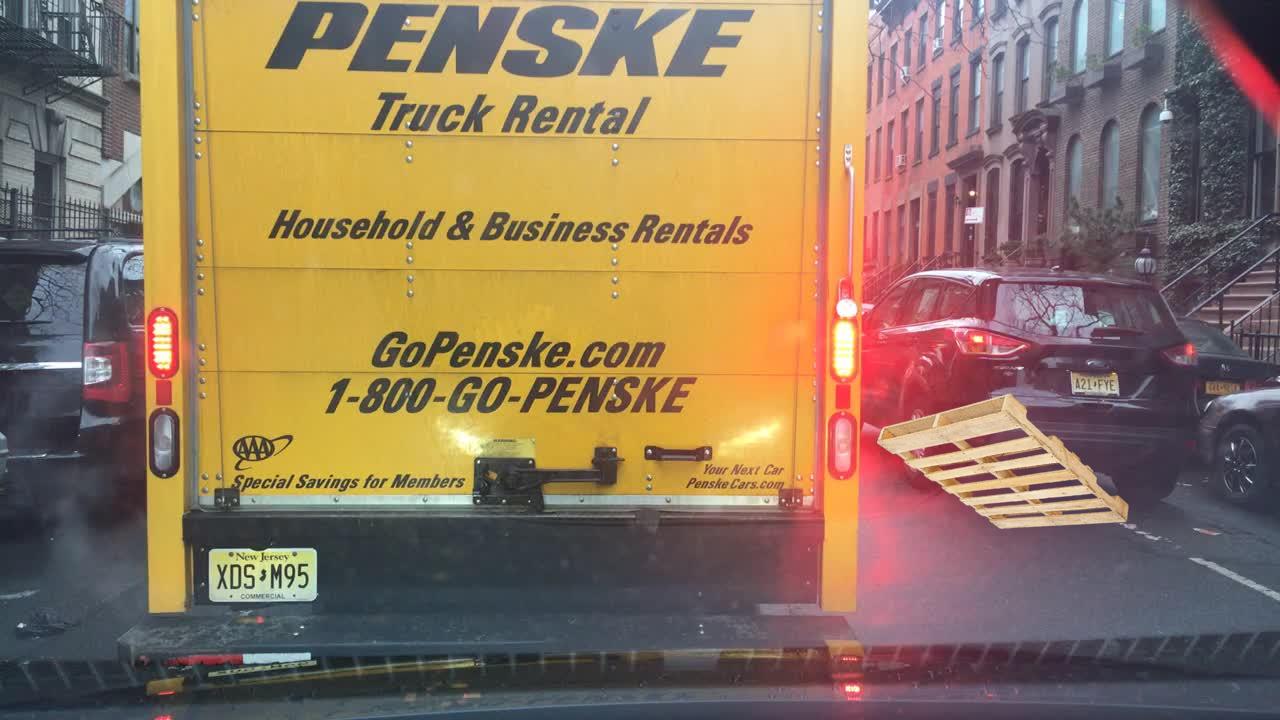 PENSKE
Truck Rental
Household & Business Rentals
GoPenske.com
1-800-GO-PENSKE
AAA
Special Savings for Members
Your Next Car
PenskeCars.com
WARNING
New Jersey
XDS M95
COMMERCIAL
A21 FYE